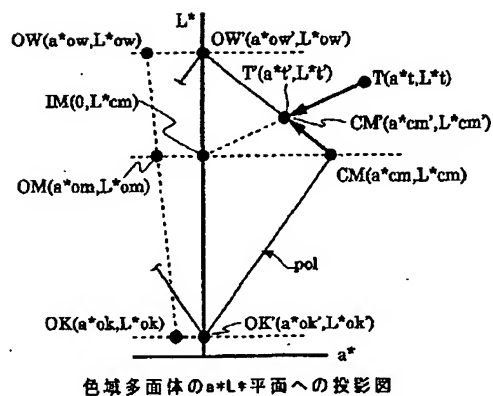 L*
OW(a*ow,L*ow)
OW'(a*ow',L*ow')
T'(a*t',L*t')
T(a*t,L*t)
IM(0,L*cm)
CM'(a*cm',L*cm')
OM(a*om,L*om)
CM(a*cm,L*cm)
pol
OK(a*ok,L*ok)
OK'(a*ok',L*ok')
a*
色域多面体のa*L*平面への投影図